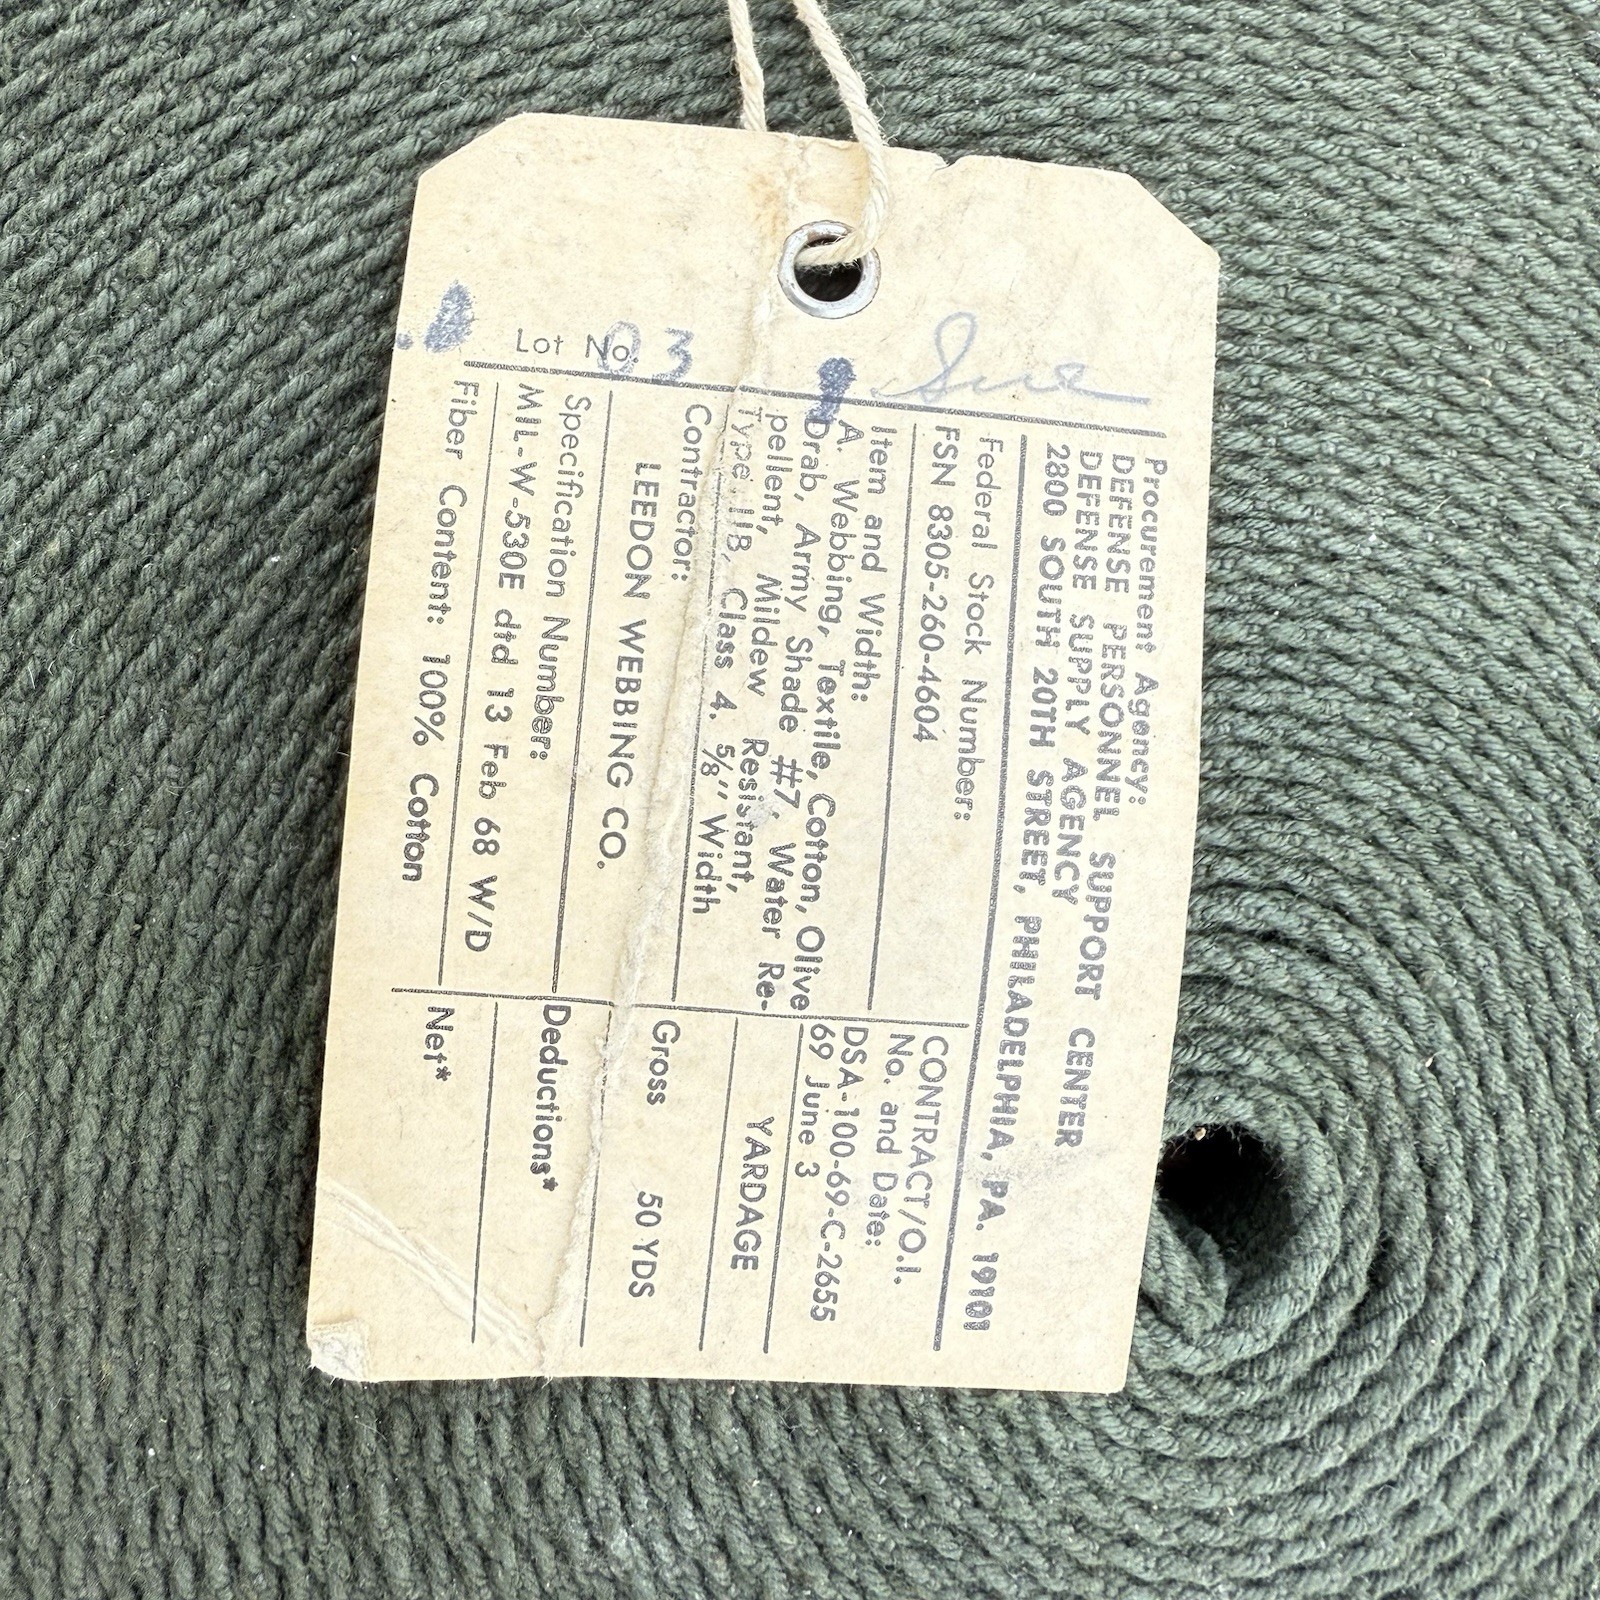 Lot No. 03
Sue
Procurement Agency:
DEFENSE PERSONNEL SUPPORT CENTER
DEFENSE SUPPLY AGENCY
2800 SOUTH 20TH STREET, PHILADELPHIA, PA. 19101
Federal Stock Number:
FSN 8305-260-4604
Item and Width:
A. Webbing, Textile, Cotton, Olive
Drab, Army Shade #7, Water Re-
pellent, Mildew Resistant,
Type IIB, Class 4. 5/8'' Width
Contractor:
LEEDON WEBBING CO.
Specification Number:
MIL-W-530E dtd 13 Feb 68 W/D
Fiber Content: 100% Cotton
CONTRACT/O.I.
No. and Date:
DSA-100-69-C-2655
69 June 3
YARDAGE
Gross 50 YDS
Deductions*
Net*